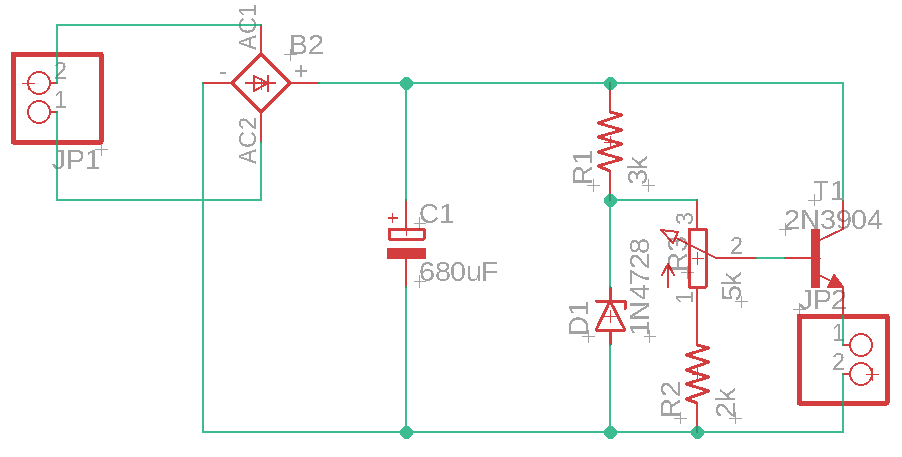 AC1
B2
-
+
2
1
JP1
AC2
R1
3k
C1
+
680uF
D1
1N4728
R3
3
2
1
5k
R2
2k
T1
2N3904
JP2
1
2